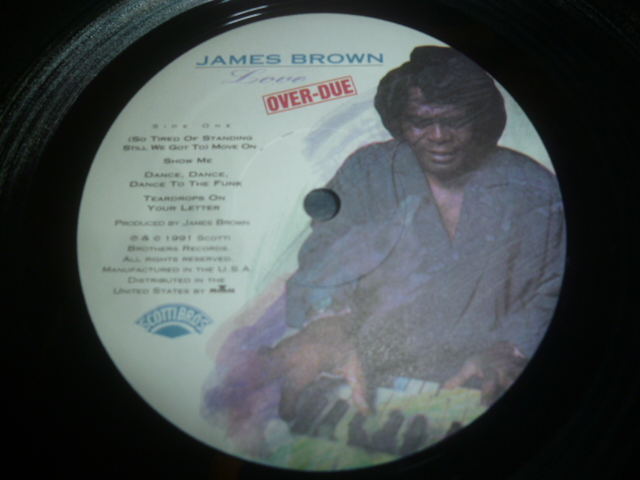 JAMES BROWN
Love
OVER-DUE
SIDE ONE
(SO TIRED OF STANDING
STILL WE GOT TO) MOVE ON
SHOW ME
DANCE, DANCE,
DANCE TO THE FUNK
TEARDROPS ON
YOUR LETTER
PRODUCED BY JAMES BROWN
℗ & © 1991 SCOTTI
BROTHERS RECORDS.
ALL RIGHTS RESERVED.
MANUFACTURED IN THE U.S.A.
DISTRIBUTED IN THE
UNITED STATES BY
SCOTTI BROS